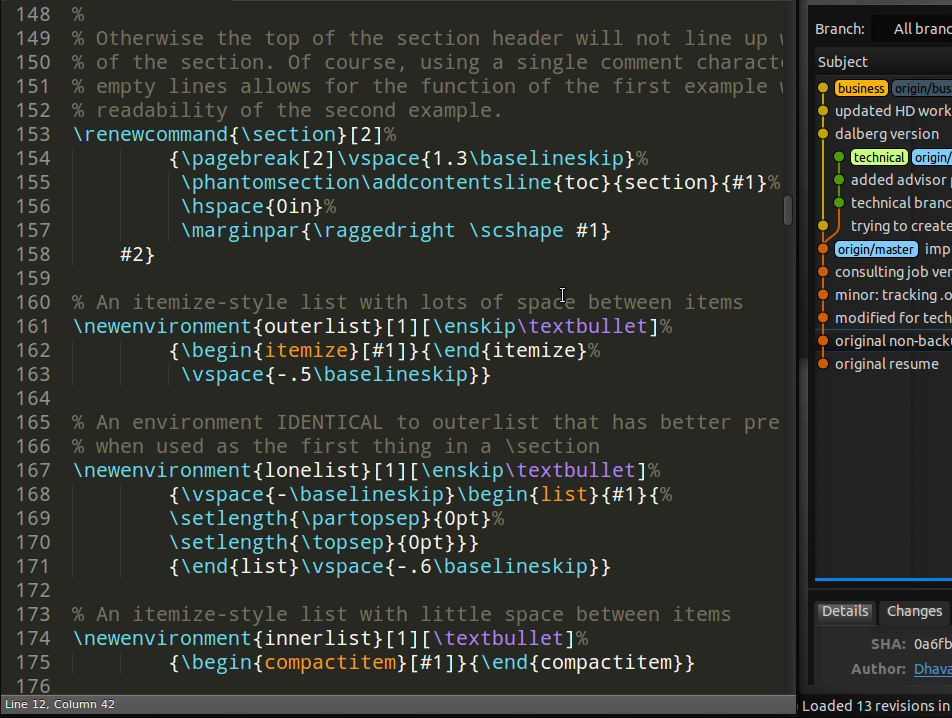 148 %
149 % Otherwise the top of the section header will not line up
150 % of the section. Of course, using a single comment
151 % empty lines allows for the function of the first example
152 % readability of the second example.
153 \renewcommand{\section}[2]%
154 {\pagebreak[2]\vspace{1.3\baselineskip}%
155 \phantomsection\addcontentsline{toc}{section}{#1}%
156 \hspace{0in}%
157 \marginpar{\raggedright \scshape #1}
158 #2}
159
160 % An itemize-style list with lots of space between items
161 \newenvironment{outerlist}[1][\enskip\textbullet]%
162 {\begin{itemize}[#1]}{\end{itemize}%
163 \vspace{-.5\baselineskip}}
164
165 % An environment IDENTICAL to outerlist that has better pre
166 % when used as the first thing in a \section
167 \newenvironment{lonelist}[1][\enskip\textbullet]%
168 {\vspace{-\baselineskip}\begin{list}{#1}{%
169 \setlength{\partopsep}{0pt}%
170 \setlength{\topsep}{0pt}}}
171 {\end{list}\vspace{-.6\baselineskip}}
172
173 % An itemize-style list with little space between items
174 \newenvironment{innerlist}[1][\textbullet]%
175 {\begin{compactitem}[#1]}{\end{compactitem}}
176
Line 12, Column 42
Branch: All branc
Subject
business origin/bus
updated HD work
dalberg version
technical origin/
added advisor
technical branc
trying to create
origin/master imp
consulting job ver
minor: tracking .o
modified for tech
original non-back
original resume
Details Changes
SHA: 0a6fb
Author: Dhava
Loaded 13 revisions in